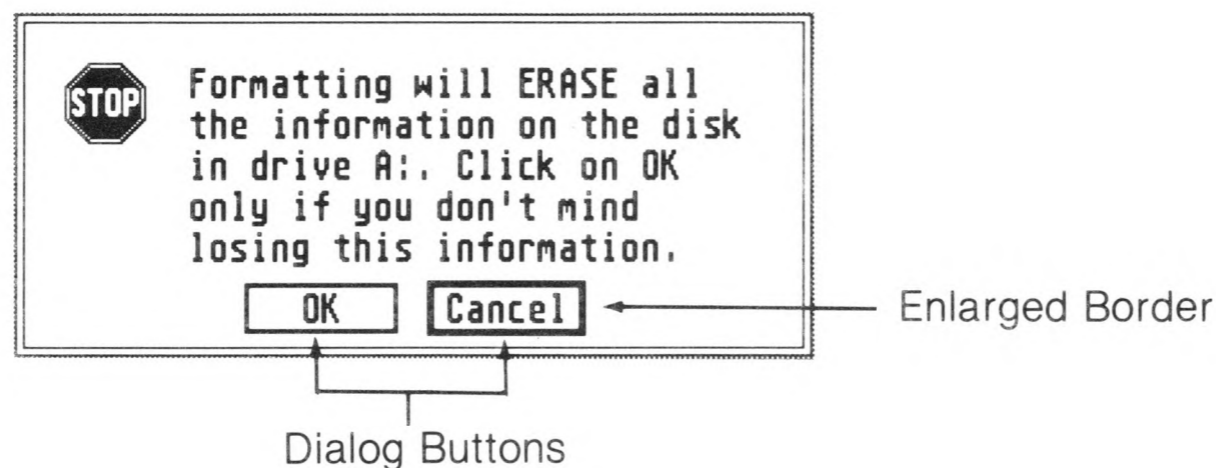 STOP
Formatting will ERASE all
the information on the disk
in drive A:. Click on OK
only if you don't mind
losing this information.
OK Cancel
Enlarged Border
Dialog Buttons